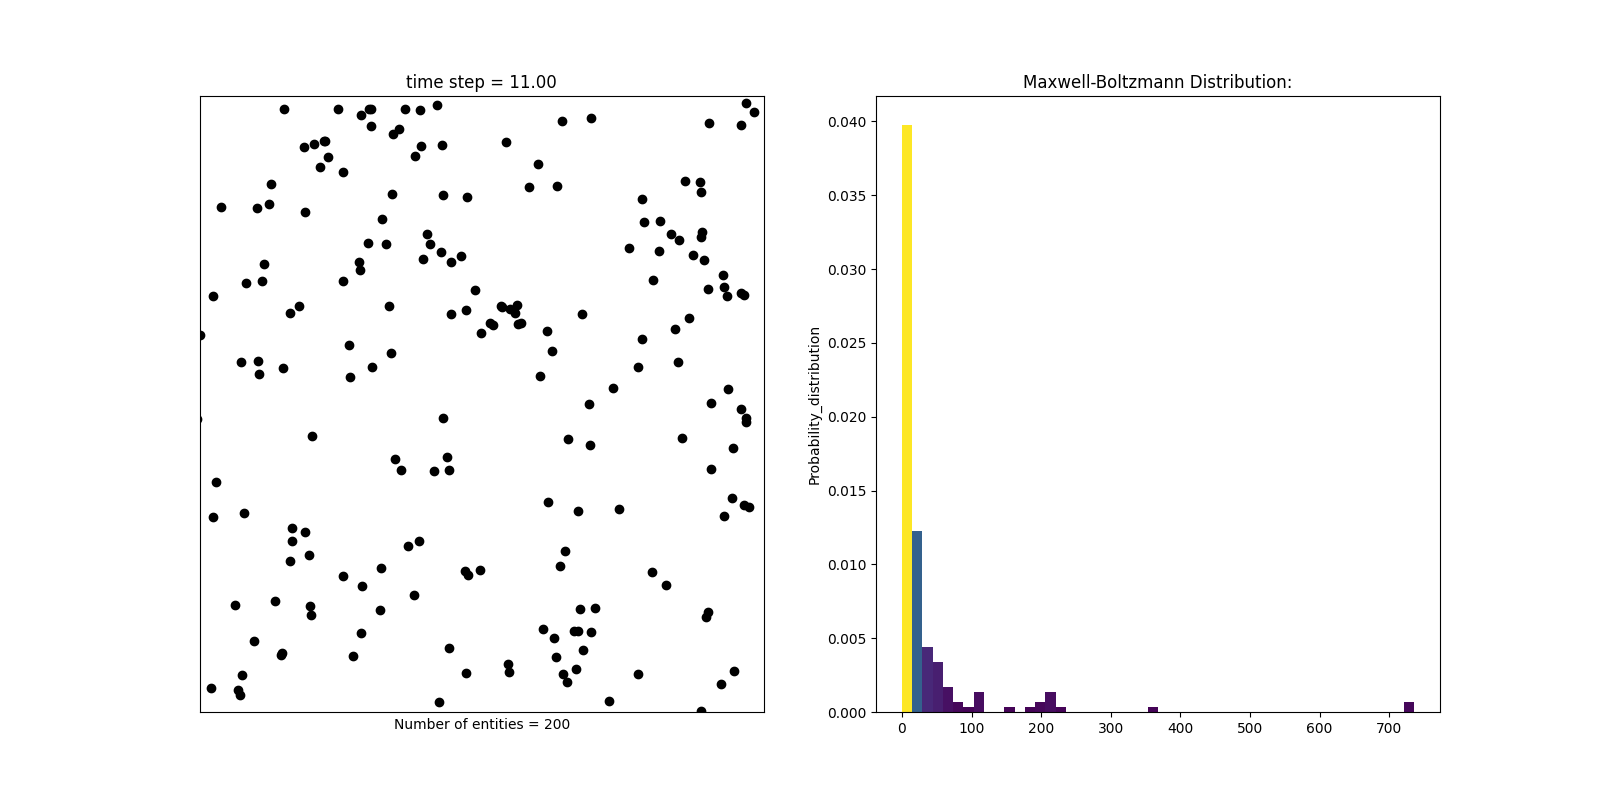 time step = 11.00
Number of entities = 200
Maxwell-Boltzmann Distribution:
Probability_distribution
0.040
0.035
0.030
0.025
0.020
0.015
0.010
0.005
0.000
0 100 200 300 400 500 600 700